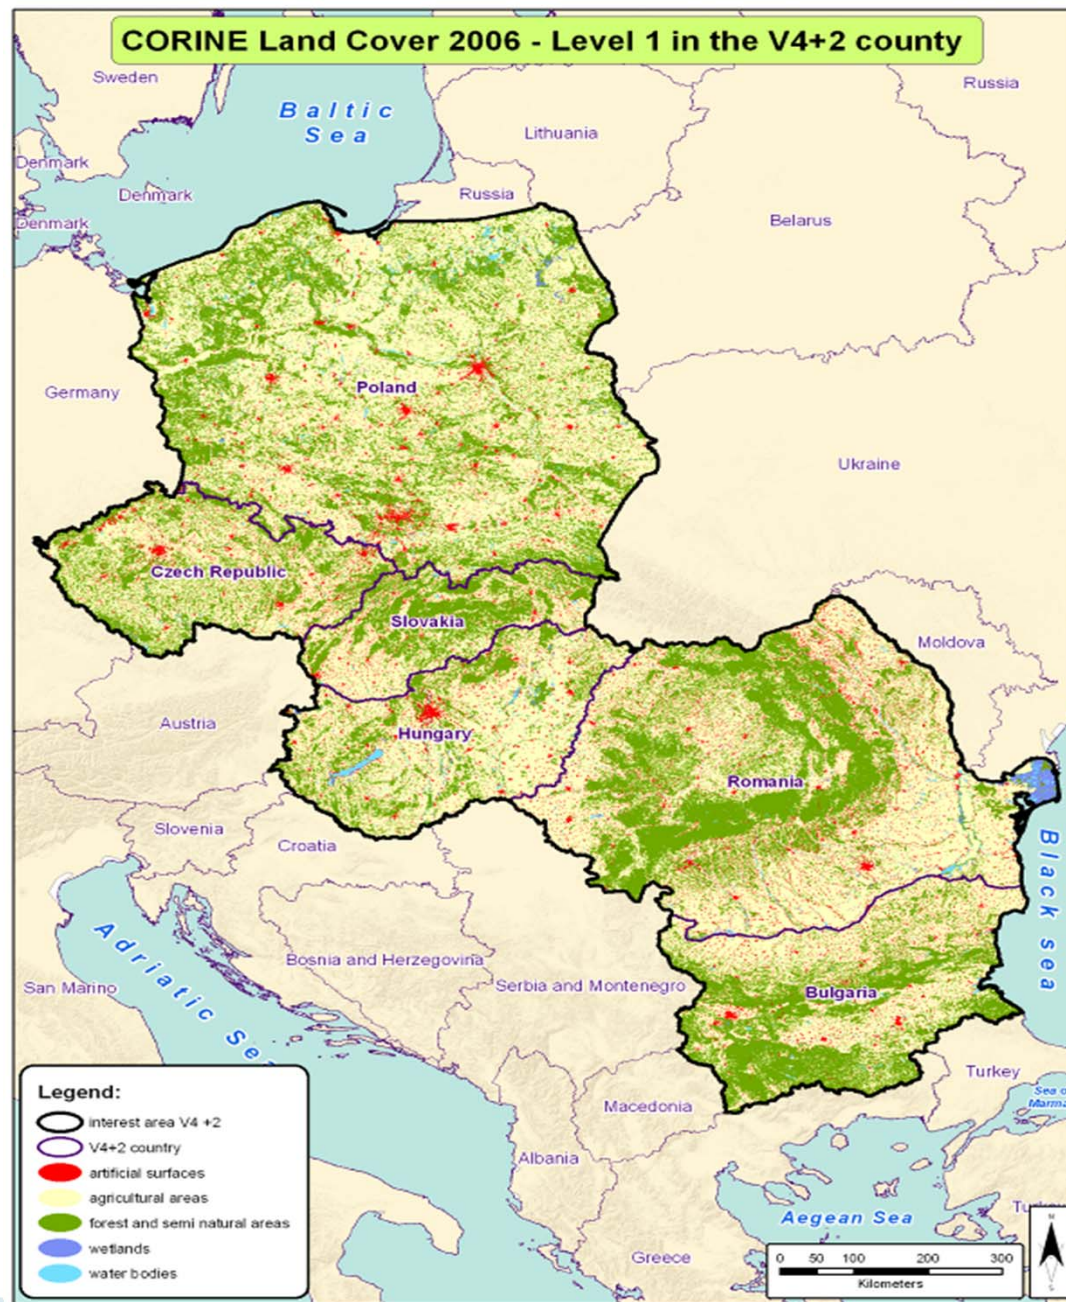 CORINE Land Cover 2006 - Level 1 in the V4+2 county
Sweden
Russia
Baltic
Sea
Lithuania
Denmark
Denmark
Russia
Denmark
Belarus
Germany
Poland
Ukraine
Czech Republic
Slovakia
Moldova
Austria
Hungary
Romania
Slovenia
Croatia
Black sea
Adriatic Sea
Bosnia and Herzegovina
San Marino
Serbia and Montenegro
Bulgaria
Turkey
Sea o
Marma
Macedonia
Albania
Aegean Sea
Greece
Legend:
interest area V4 +2
V4+2 country
artificial surfaces
agricultural areas
forest and semi natural areas
wetlands
water bodies
0 50 100 200 300
Kilometers
N
S